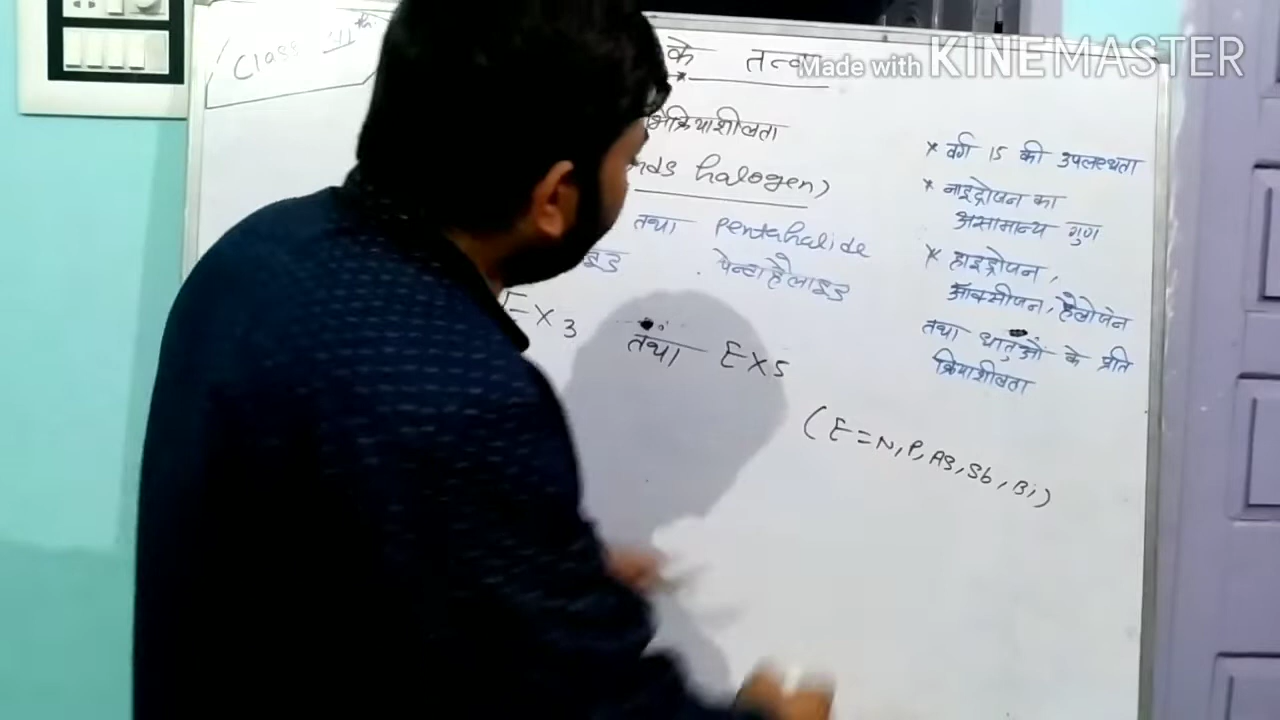 Made with KINEMASTER
Class
के तत्व
भिक्रियाशीलता
halogen)
तथा pentahalide
ाइड पेन्टाहैलाइड
EX3 तथा EX5
(E=N,P,As,Sb,Bi)
* वर्ग 15 की उपलब्धता
* नाइट्रोजन का
असामान्य गुण
* हाइड्रोजन,
ऑक्सीजन, हैलोजन
तथा धातुओं के प्रति
क्रियाशीलता